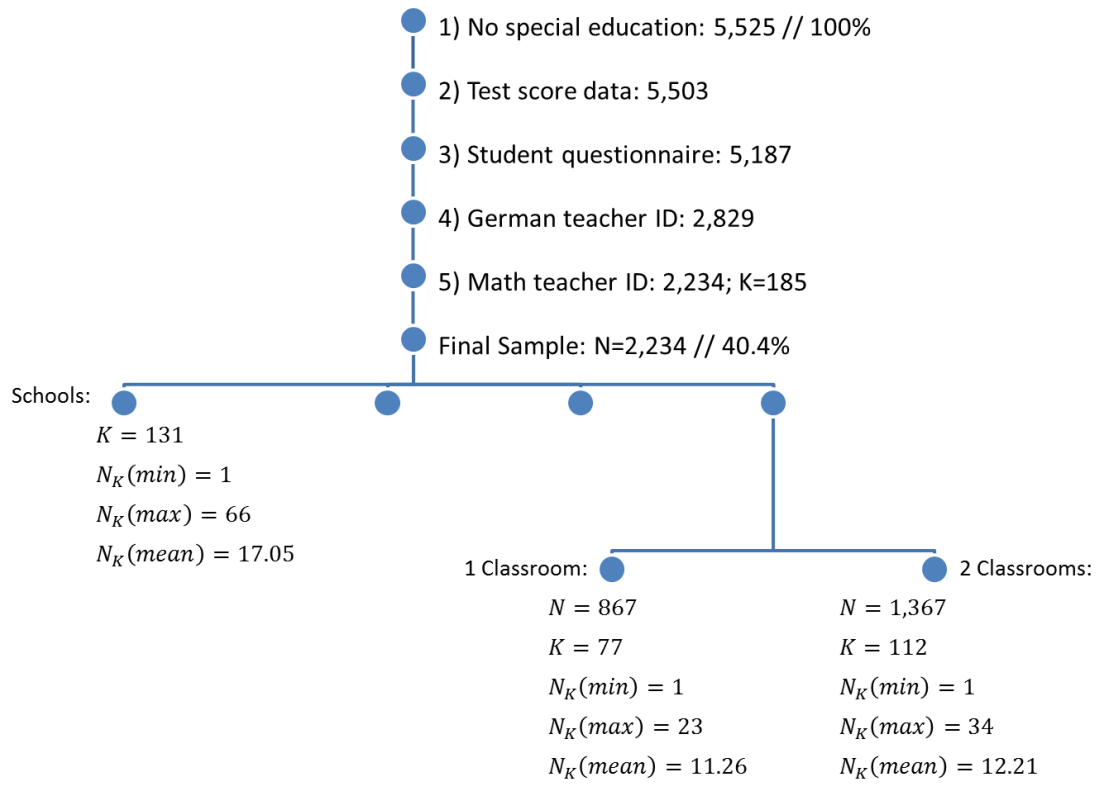 1) No special education: 5,525 // 100%
2) Test score data: 5,503
3) Student questionnaire: 5,187
4) German teacher ID: 2,829
5) Math teacher ID: 2,234; K=185
Final Sample: N=2,234 // 40.4%
Schools:
K = 131
N_K(min) = 1
N_K(max) = 66
N_K(mean) = 17.05
1 Classroom:
N = 867
K = 77
N_K(min) = 1
N_K(max) = 23
N_K(mean) = 11.26
2 Classrooms:
N = 1,367
K = 112
N_K(min) = 1
N_K(max) = 34
N_K(mean) = 12.21